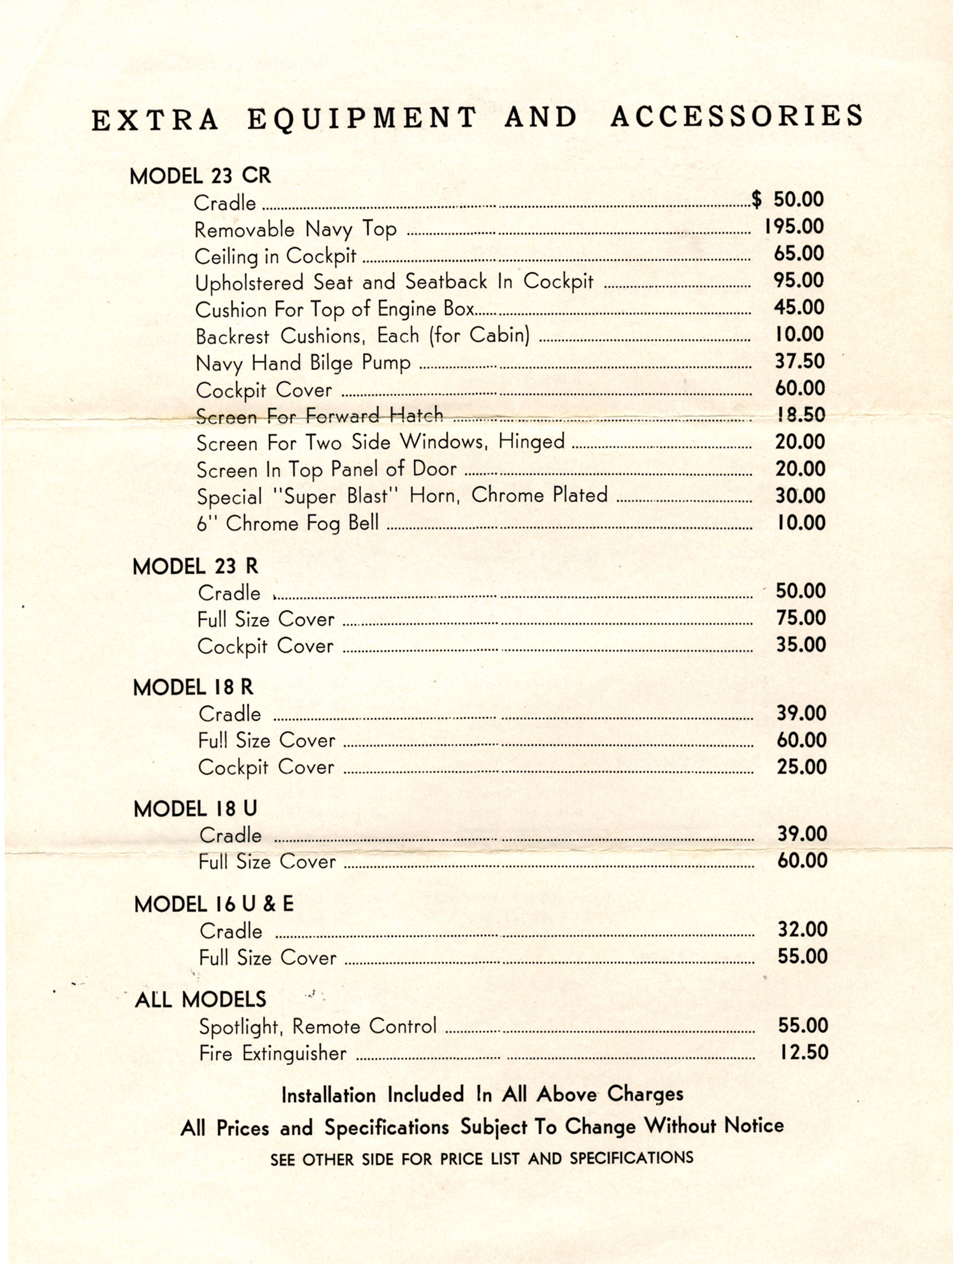 EXTRA EQUIPMENT AND ACCESSORIES
MODEL 23 CR
Cradle $ 50.00
Removable Navy Top 195.00
Ceiling in Cockpit 65.00
Upholstered Seat and Seatback In Cockpit 95.00
Cushion For Top of Engine Box 45.00
Backrest Cushions, Each (for Cabin) 10.00
Navy Hand Bilge Pump 37.50
Cockpit Cover 60.00
Screen For Forward Hatch 18.50
Screen For Two Side Windows, Hinged 20.00
Screen In Top Panel of Door 20.00
Special "Super Blast" Horn, Chrome Plated 30.00
6" Chrome Fog Bell 10.00
MODEL 23 R
Cradle 50.00
Full Size Cover 75.00
Cockpit Cover 35.00
MODEL 18 R
Cradle 39.00
Full Size Cover 60.00
Cockpit Cover 25.00
MODEL 18 U
Cradle 39.00
Full Size Cover 60.00
MODEL 16 U & E
Cradle 32.00
Full Size Cover 55.00
ALL MODELS
Spotlight, Remote Control 55.00
Fire Extinguisher 12.50
Installation Included In All Above Charges
All Prices and Specifications Subject To Change Without Notice
SEE OTHER SIDE FOR PRICE LIST AND SPECIFICATIONS